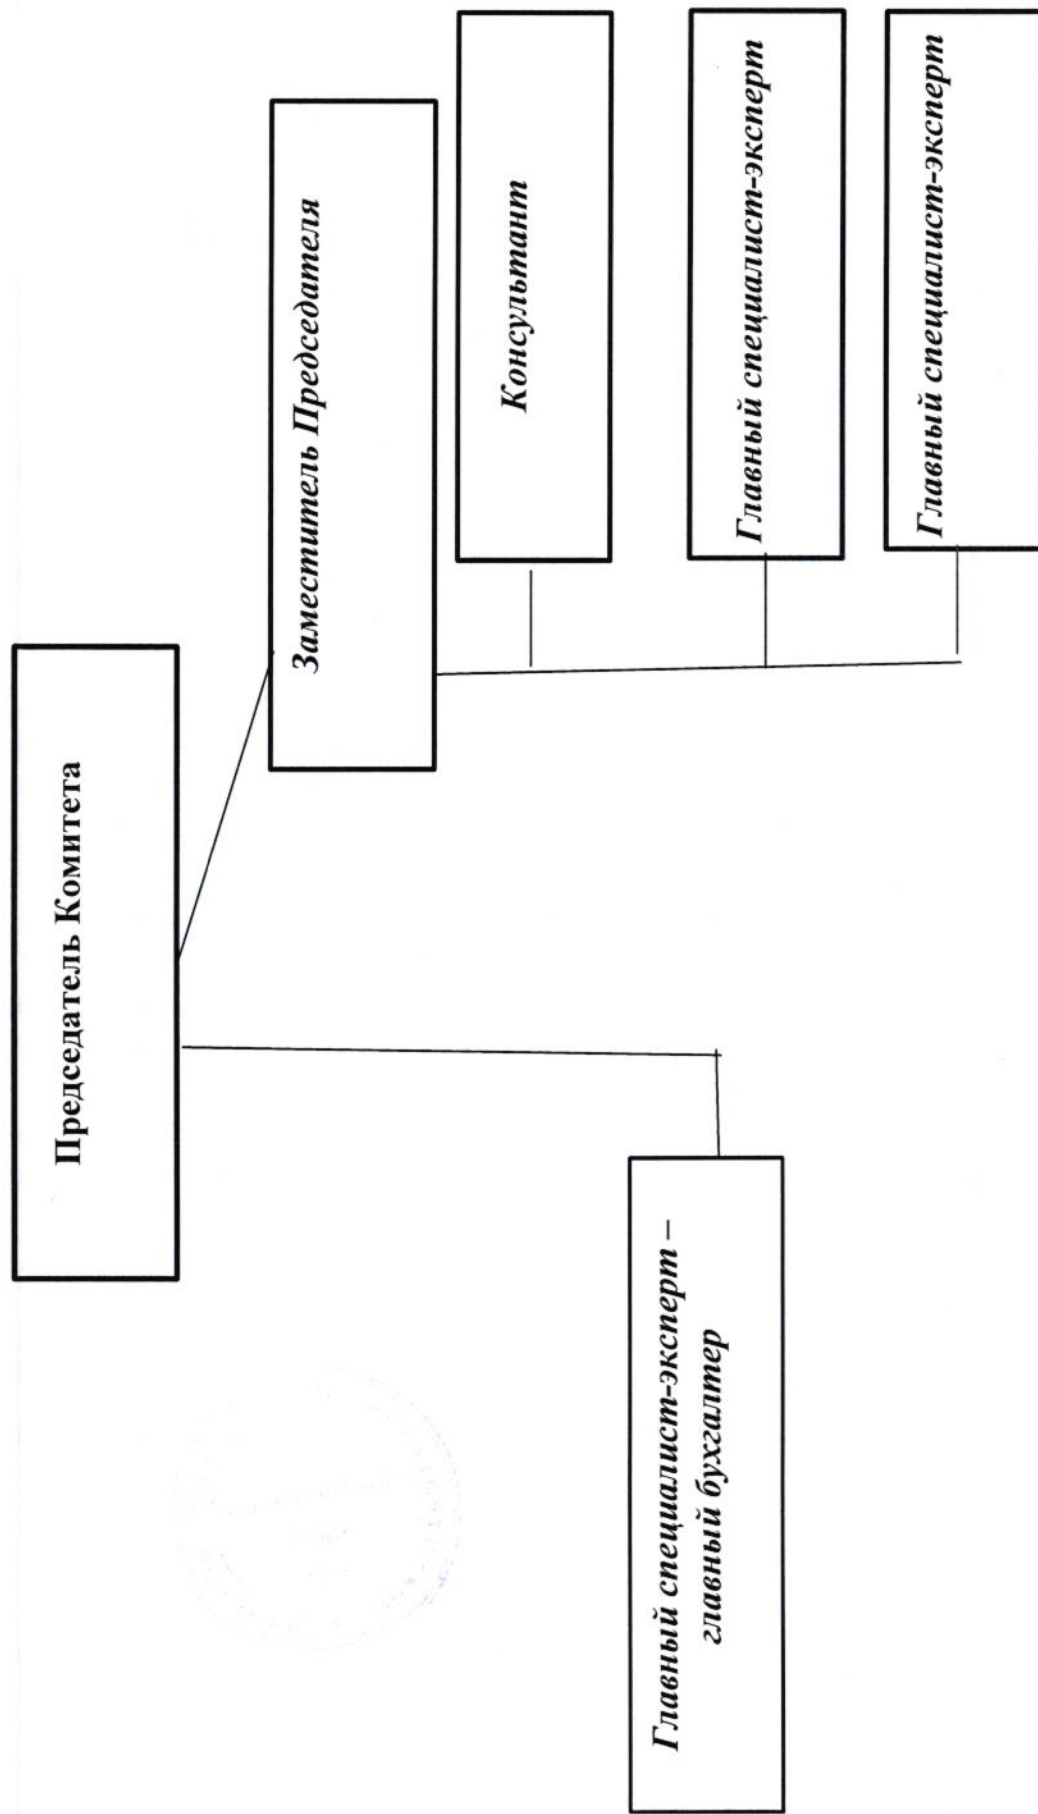 Председатель Комитета
Заместитель Председателя
Консультант
Главный специалист-эксперт
Главный специалист-эксперт
Главный специалист-эксперт –
главный бухгалтер